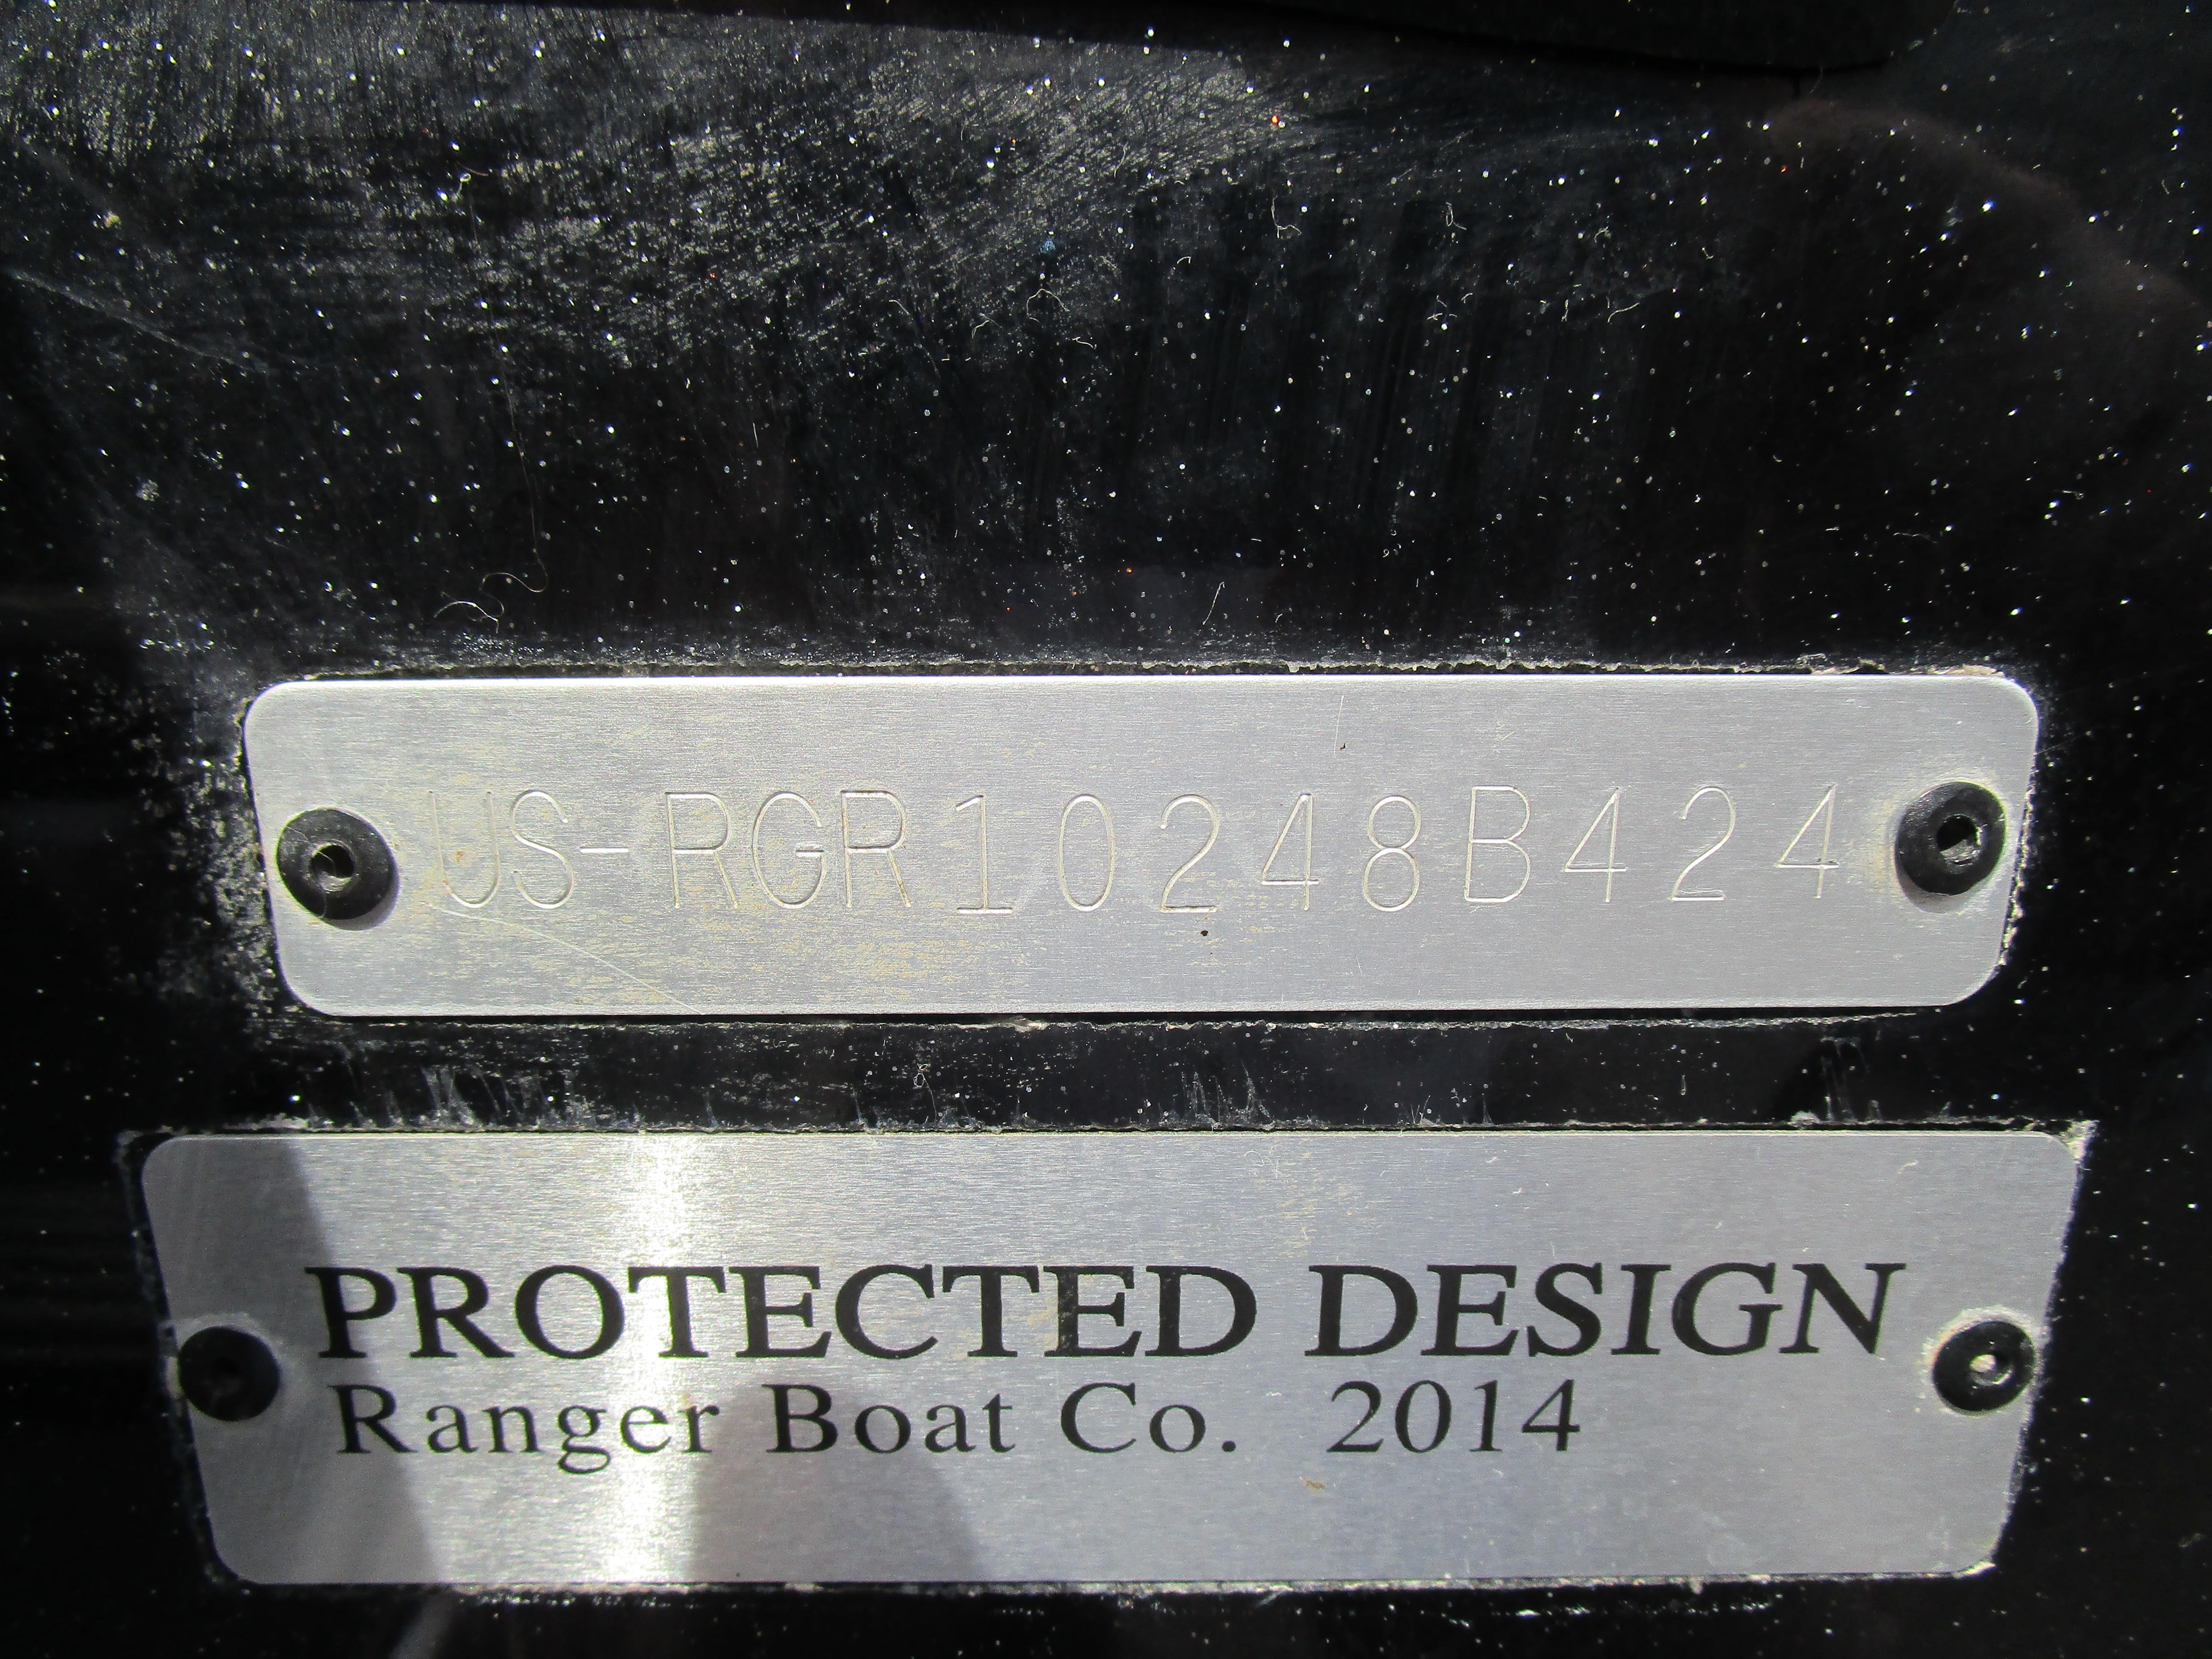 US-RGR10248B424
PROTECTED DESIGN
Ranger Boat Co. 2014